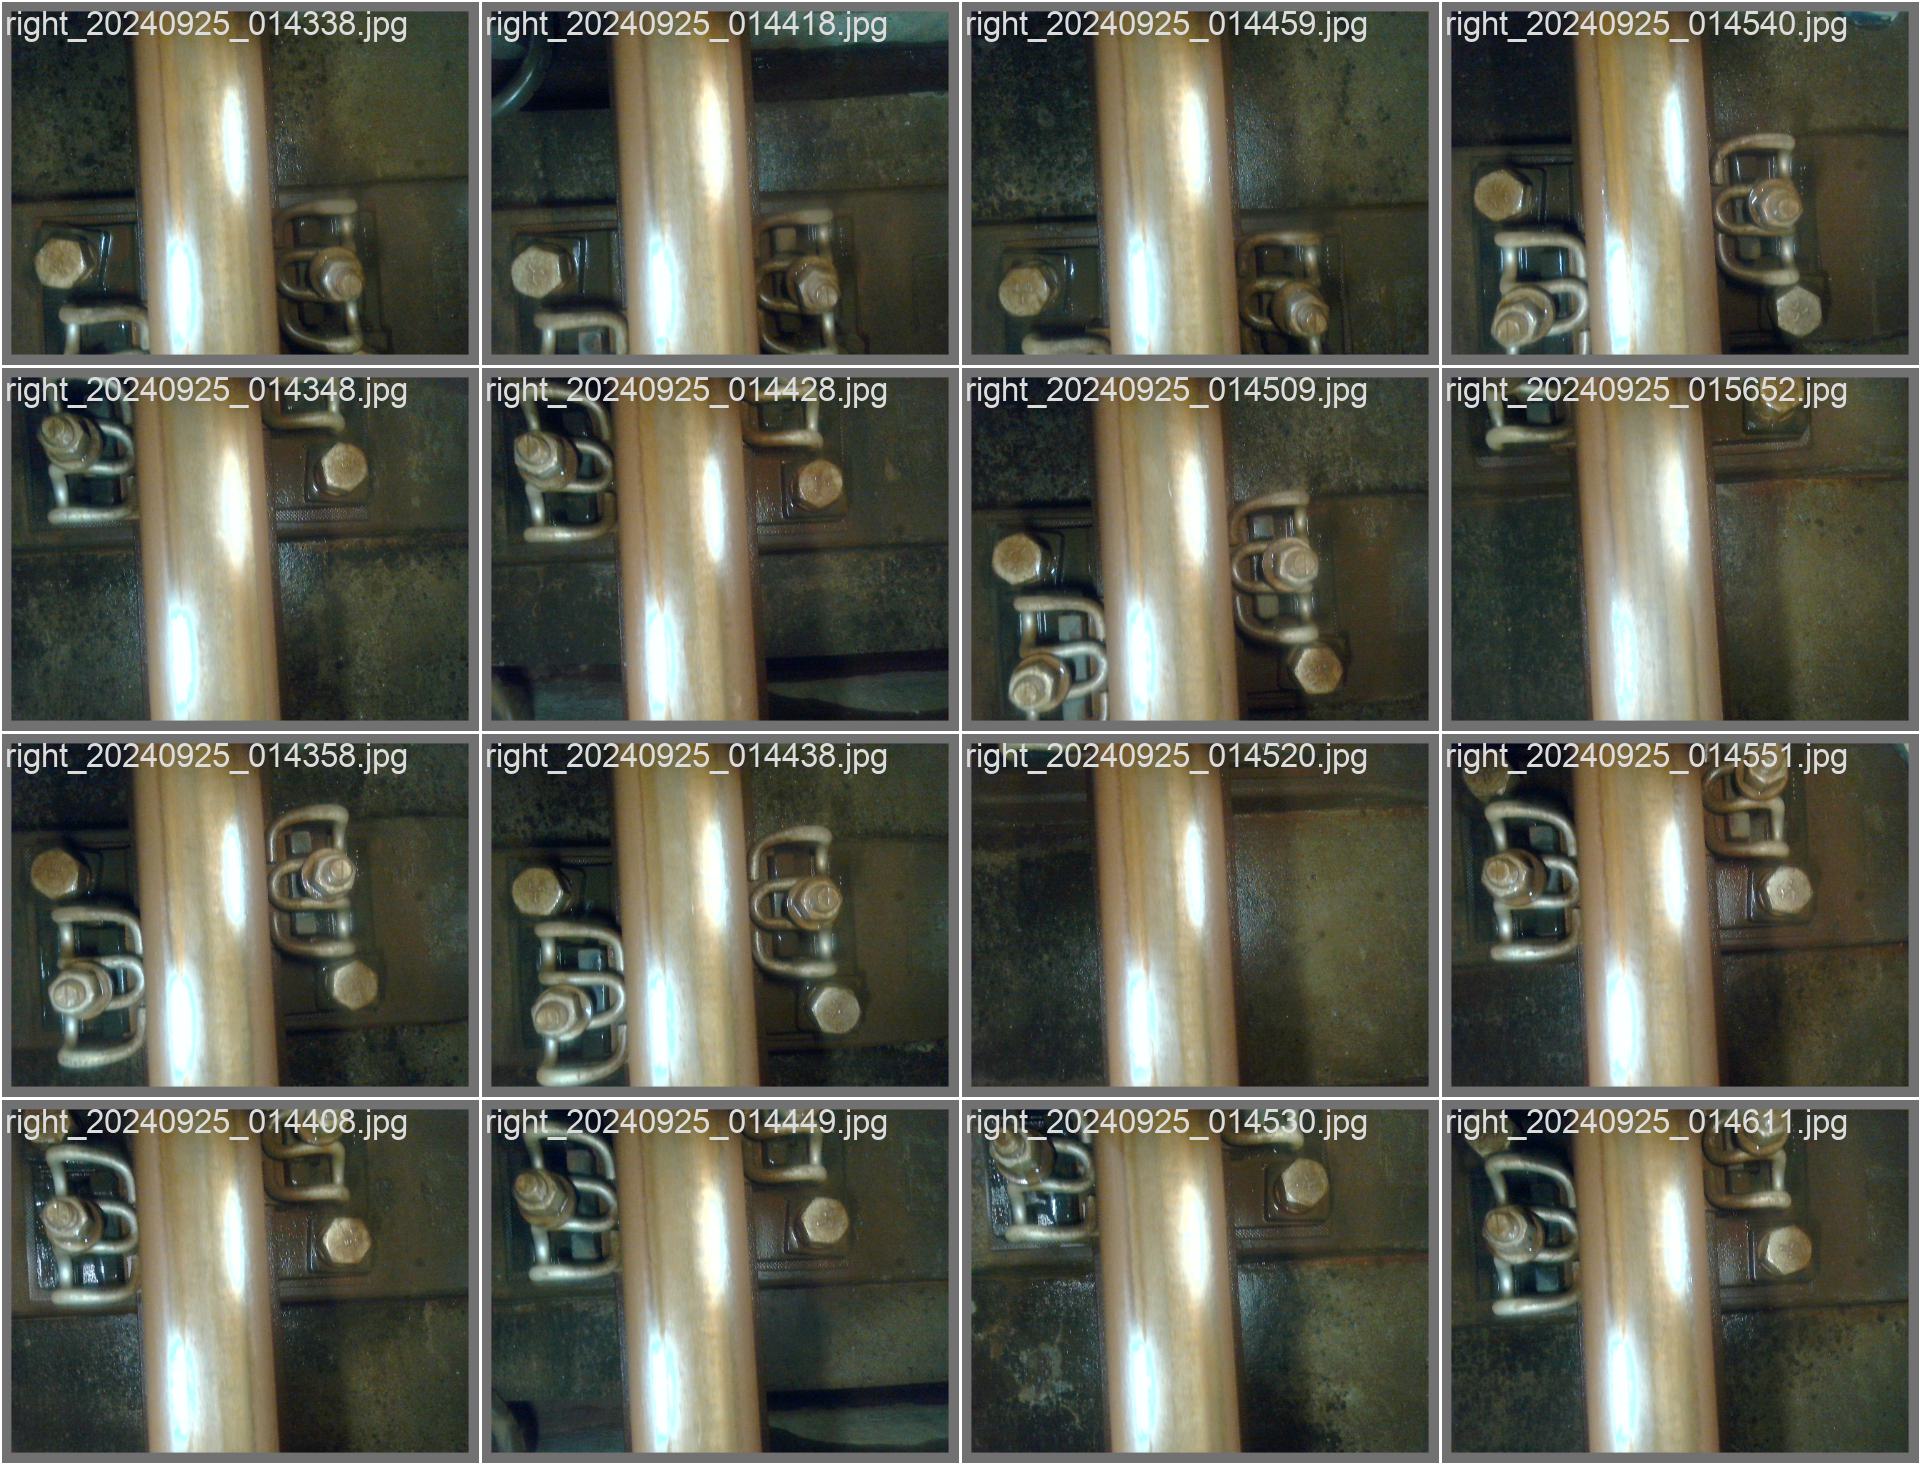 right_20240925_014338.jpg
right_20240925_014418.jpg
right_20240925_014459.jpg
right_20240925_014540.jpg
right_20240925_014348.jpg
right_20240925_014428.jpg
right_20240925_014509.jpg
right_20240925_015652.jpg
right_20240925_014358.jpg
right_20240925_014438.jpg
right_20240925_014520.jpg
right_20240925_014551.jpg
right_20240925_014408.jpg
right_20240925_014449.jpg
right_20240925_014530.jpg
right_20240925_014611.jpg